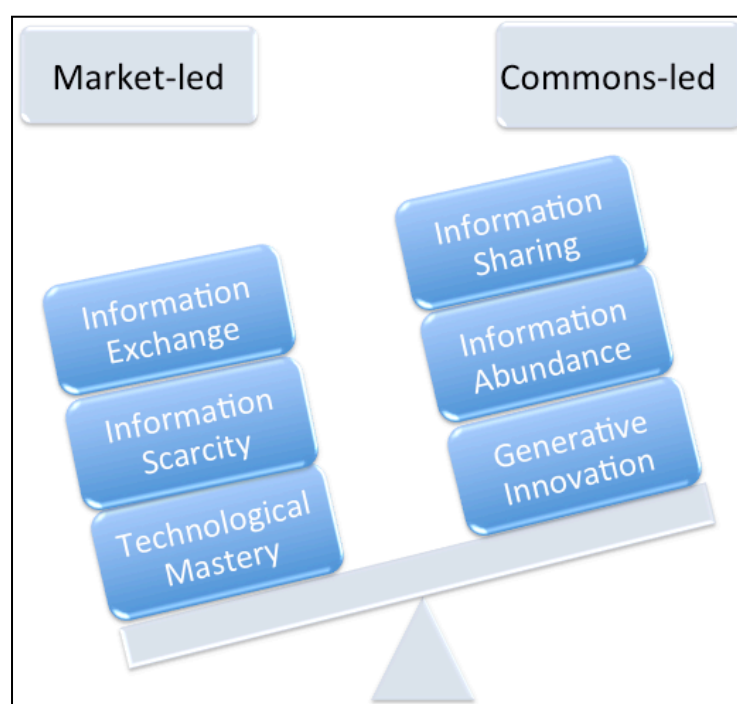 Market-led
Commons-led
Information
Exchange
Information
Scarcity
Technological
Mastery
Information
Sharing
Information
Abundance
Generative
Innovation